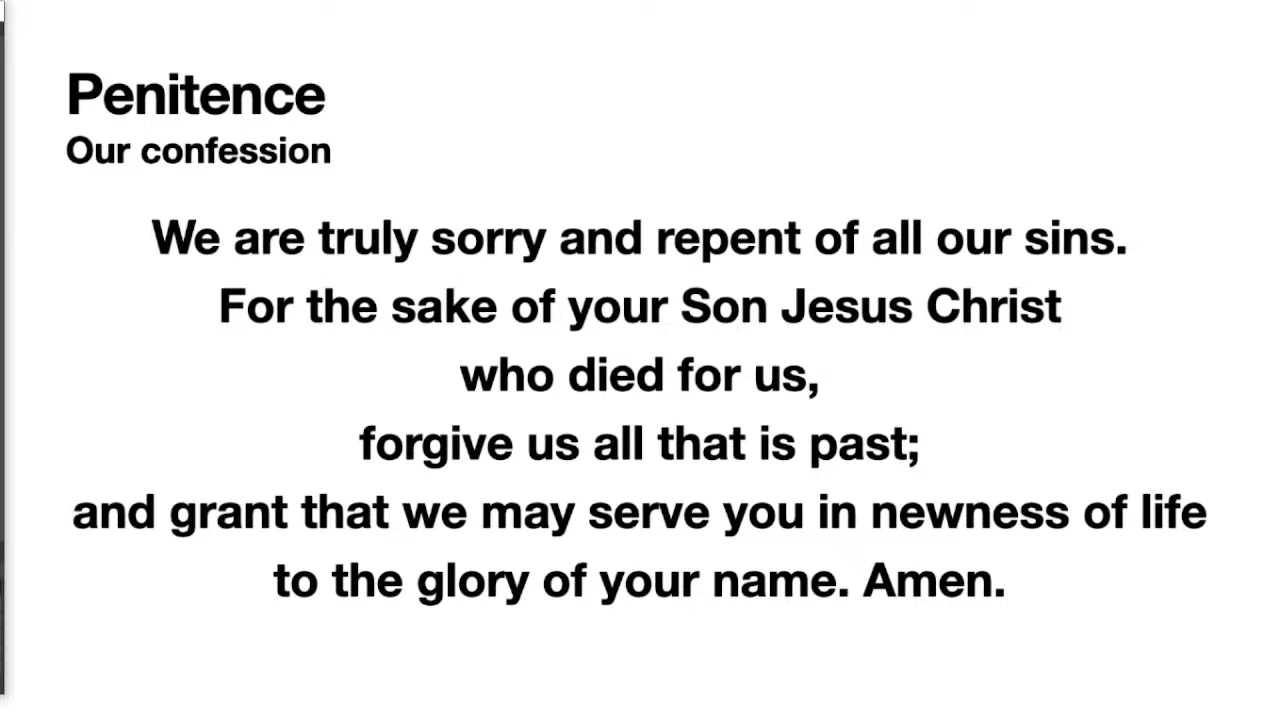 Penitence
Our confession
We are truly sorry and repent of all our sins.
For the sake of your Son Jesus Christ
who died for us,
forgive us all that is past;
and grant that we may serve you in newness of life
to the glory of your name. Amen.